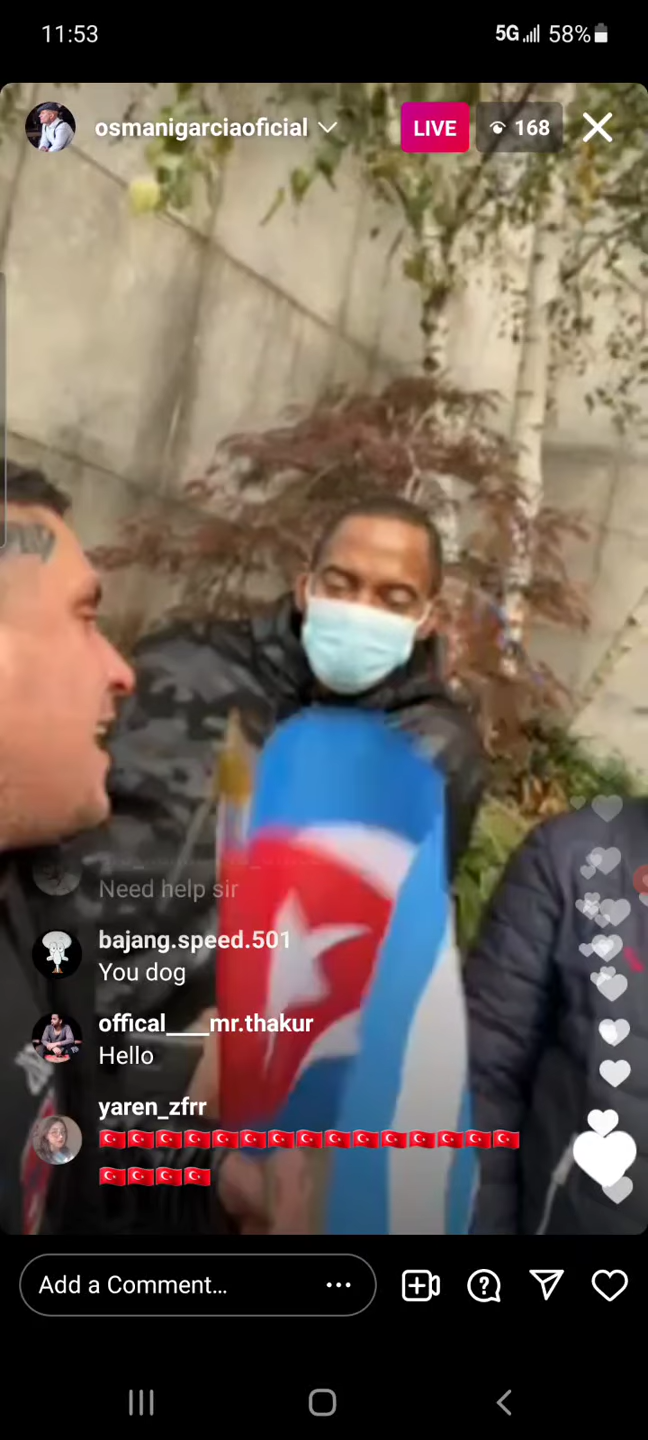 11:53
5G 58%
osmanigarciaoficial
LIVE
168
Need help sir
bajang.speed.501
You dog
offical___mr.thakur
Hello
yaren_zfrr
🇹🇷🇹🇷🇹🇷🇹🇷🇹🇷🇹🇷🇹🇷🇹🇷🇹🇷🇹🇷🇹🇷🇹🇷🇹🇷🇹🇷🇹🇷
🇹🇷🇹🇷🇹🇷🇹🇷
Add a Comment...